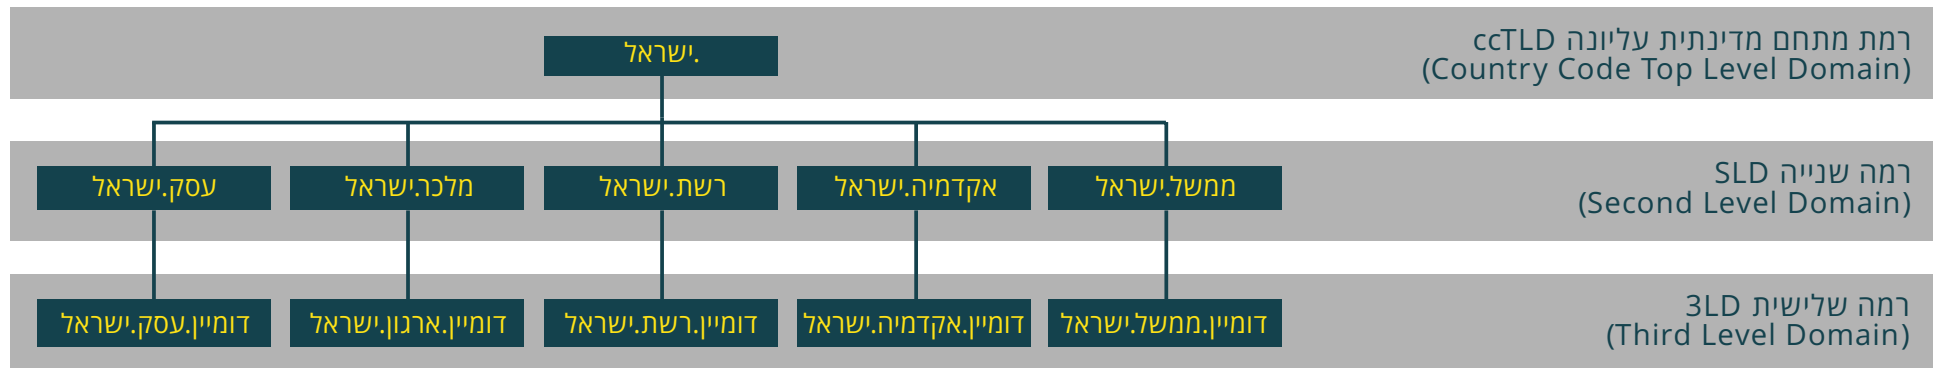 רמת מתחם מדינתית עליונה ccTLD
(Country Code Top Level Domain)
.ישראל
רמה שנייה SLD
(Second Level Domain)
ממשל.ישראל
אקדמיה.ישראל
רשת.ישראל
מלכר.ישראל
עסק.ישראל
רמה שלישית 3LD
(Third Level Domain)
דומיין.ממשל.ישראל
דומיין.אקדמיה.ישראל
דומיין.רשת.ישראל
דומיין.ארגון.ישראל
דומיין.עסק.ישראל